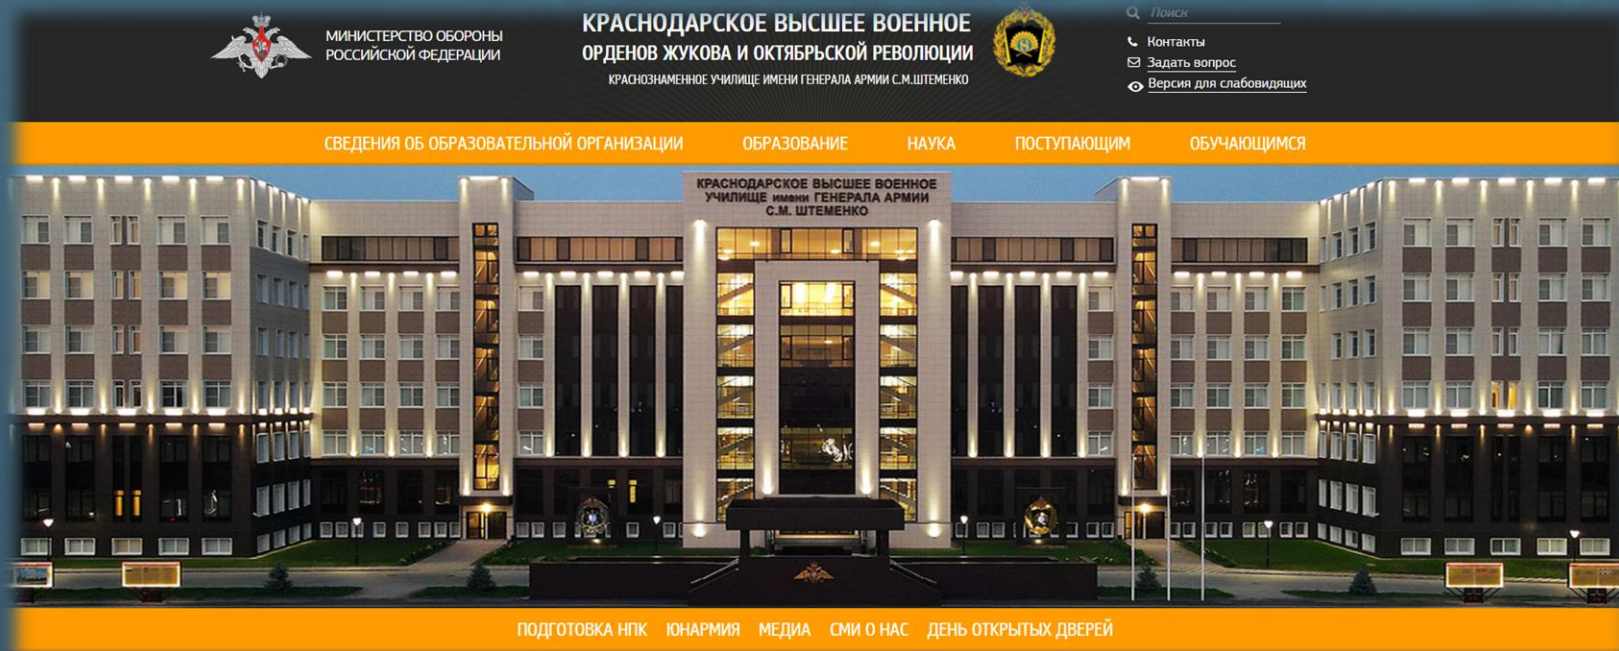 МИНИСТЕРСТВО ОБОРОНЫ
РОССИЙСКОЙ ФЕДЕРАЦИИ
КРАСНОДАРСКОЕ ВЫСШЕЕ ВОЕННОЕ
ОРДЕНОВ ЖУКОВА И ОКТЯБРЬСКОЙ РЕВОЛЮЦИИ
КРАСНОЗНАМЕННОЕ УЧИЛИЩЕ ИМЕНИ ГЕНЕРАЛА АРМИИ С.М.ШТЕМЕНКО
Поиск
Контакты
Задать вопрос
Версия для слабовидящих
СВЕДЕНИЯ ОБ ОБРАЗОВАТЕЛЬНОЙ ОРГАНИЗАЦИИ ОБРАЗОВАНИЕ НАУКА ПОСТУПАЮЩИМ ОБУЧАЮЩИМСЯ
КРАСНОДАРСКОЕ ВЫСШЕЕ ВОЕННОЕ
УЧИЛИЩЕ имени ГЕНЕРАЛА АРМИИ
С.М. ШТЕМЕНКО
ПОДГОТОВКА НПК ЮНАРМИЯ МЕДИА СМИ О НАС ДЕНЬ ОТКРЫТЫХ ДВЕРЕЙ